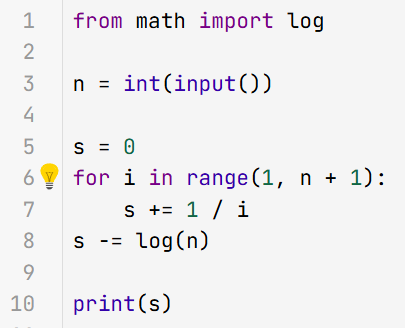 1 from math import log
2
3 n = int(input())
4
5 s = 0
6 for i in range(1, n + 1):
7     s += 1 / i
8 s -= log(n)
9
10 print(s)